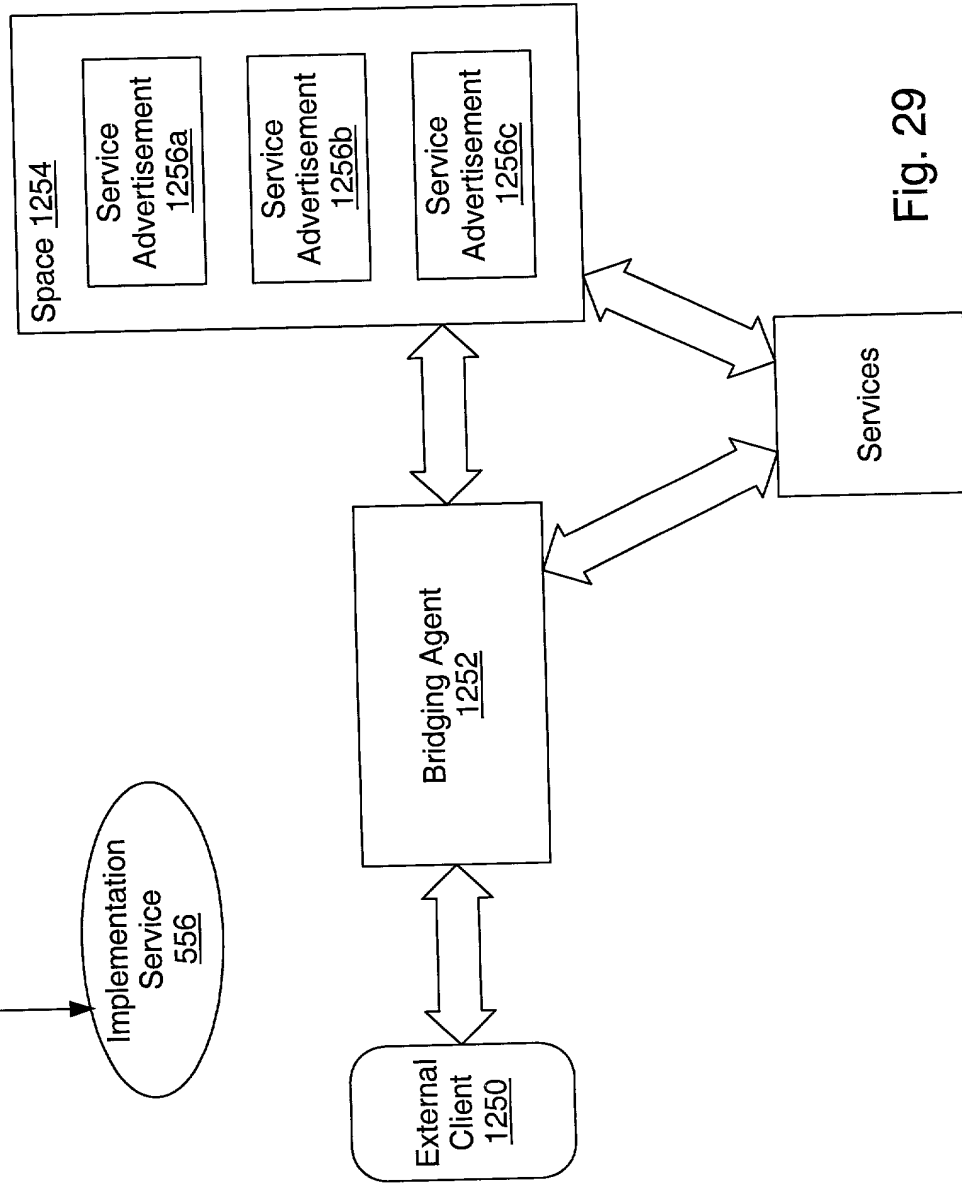 Implementation
Service
556
Space 1254
Service
Advertisement
1256a
Service
Advertisement
1256b
Service
Advertisement
1256c
Bridging Agent
1252
External
Client
1250
Services
Fig. 29